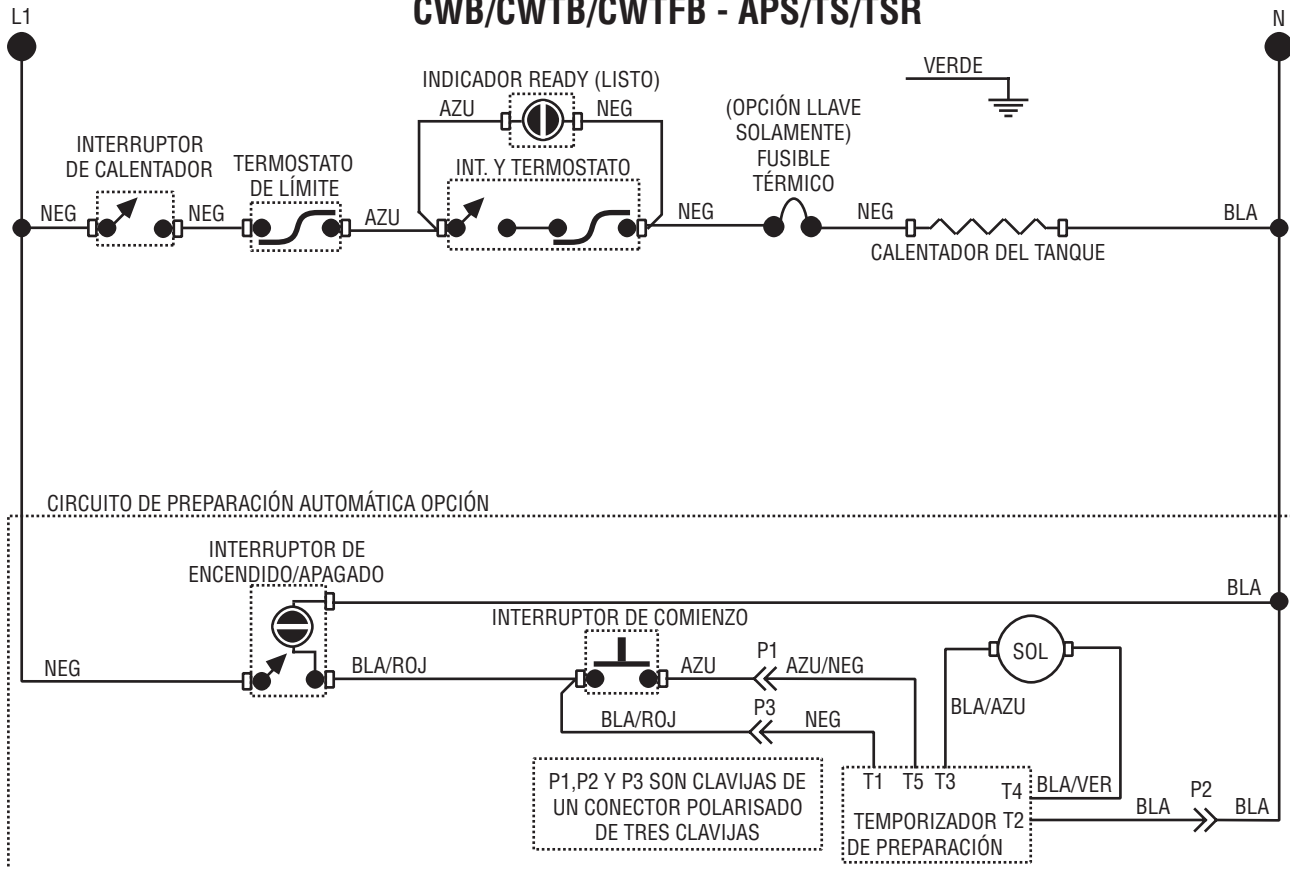 CWB/CWTB/CWTFB - APS/TS/TSR
L1
N
INDICADOR READY (LISTO)
AZU
NEG
VERDE
(OPCIÓN LLAVE
SOLAMENTE)
FUSIBLE
TÉRMICO
INTERRUPTOR
DE CALENTADOR
TERMOSTATO
DE LÍMITE
INT. Y TERMOSTATO
NEG
NEG
AZU
NEG
NEG
BLA
CALENTADOR DEL TANQUE
CIRCUITO DE PREPARACIÓN AUTOMÁTICA OPCIÓN
INTERRUPTOR DE
ENCENDIDO/APAGADO
BLA
INTERRUPTOR DE COMIENZO
NEG
BLA/ROJ
AZU
P1
AZU/NEG
SOL
BLA/ROJ
P3
NEG
BLA/AZU
P1,P2 Y P3 SON CLAVIJAS DE
UN CONECTOR POLARISADO
DE TRES CLAVIJAS
T1
T5
T3
T4
BLA/VER
TEMPORIZADOR
T2
DE PREPARACIÓN
BLA
P2
BLA